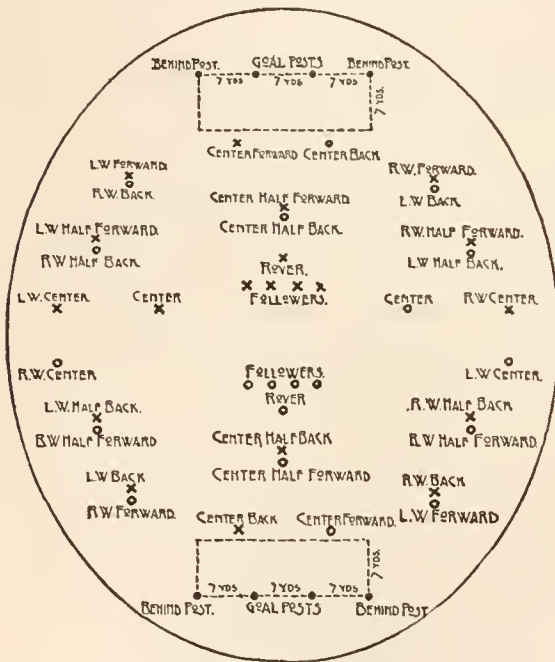 BEHIND POST. GOAL POSTS BEHIND POST
7 YDS. 7 YDS. 7 YDS
7 YDS.
CENTER FORWARD CENTER BACK
L.W. FORWARD.
R.W. BACK.
R.W. FORWARD.
L.W. BACK
CENTER HALF FORWARD
CENTER HALF BACK.
L.W. HALF FORWARD.
R.W. HALF BACK
R.W. HALF FORWARD.
L.W. HALF BACK.
ROVER.
FOLLOWERS.
L.W. CENTER CENTER CENTER R.W. CENTER
R.W. CENTER L.W. CENTER.
FOLLOWERS.
ROVER
L.W. HALF BACK.
B.W HALF FORWARD
.R.W. HALF BACK
R.W HALF FORWARD.
CENTER HALF BACK
CENTER HALF FORWARD
L.W BACK
R.W. FORWARD.
R.W. BACK
L.W. FORWARD
CENTER BACK CENTER FORWARD.
7 YDS.
7 YDS 7 YDS. 7 YDS
BEHIND POST. GOAL POSTS BEHIND POST